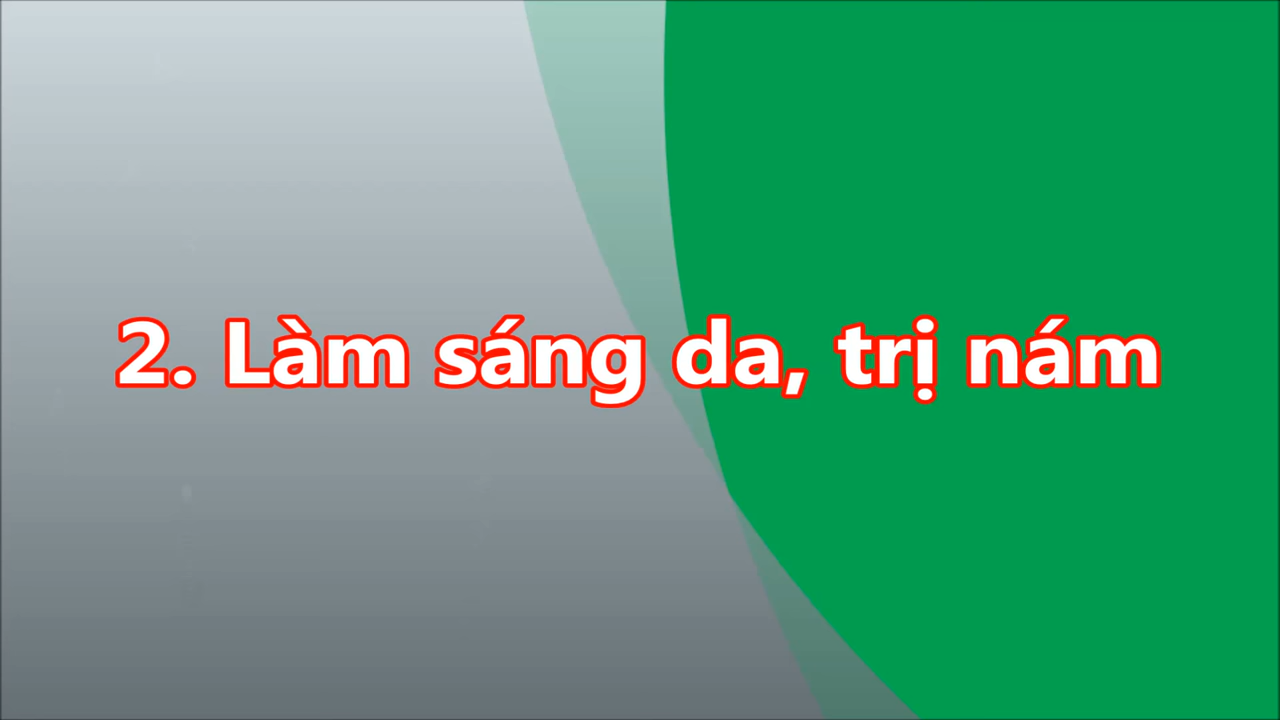 2. Làm sáng da, trị nám